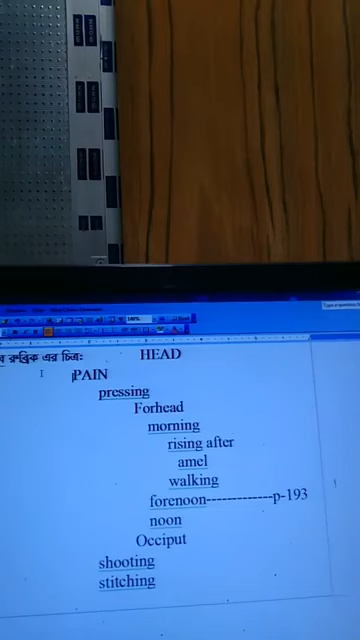 রুব্রিক এর চিত্রঃ HEAD
PAIN
pressing
Forhead
morning
rising after
amel
walking
forenoon-------------p-193
noon
Occiput
shooting
stitching